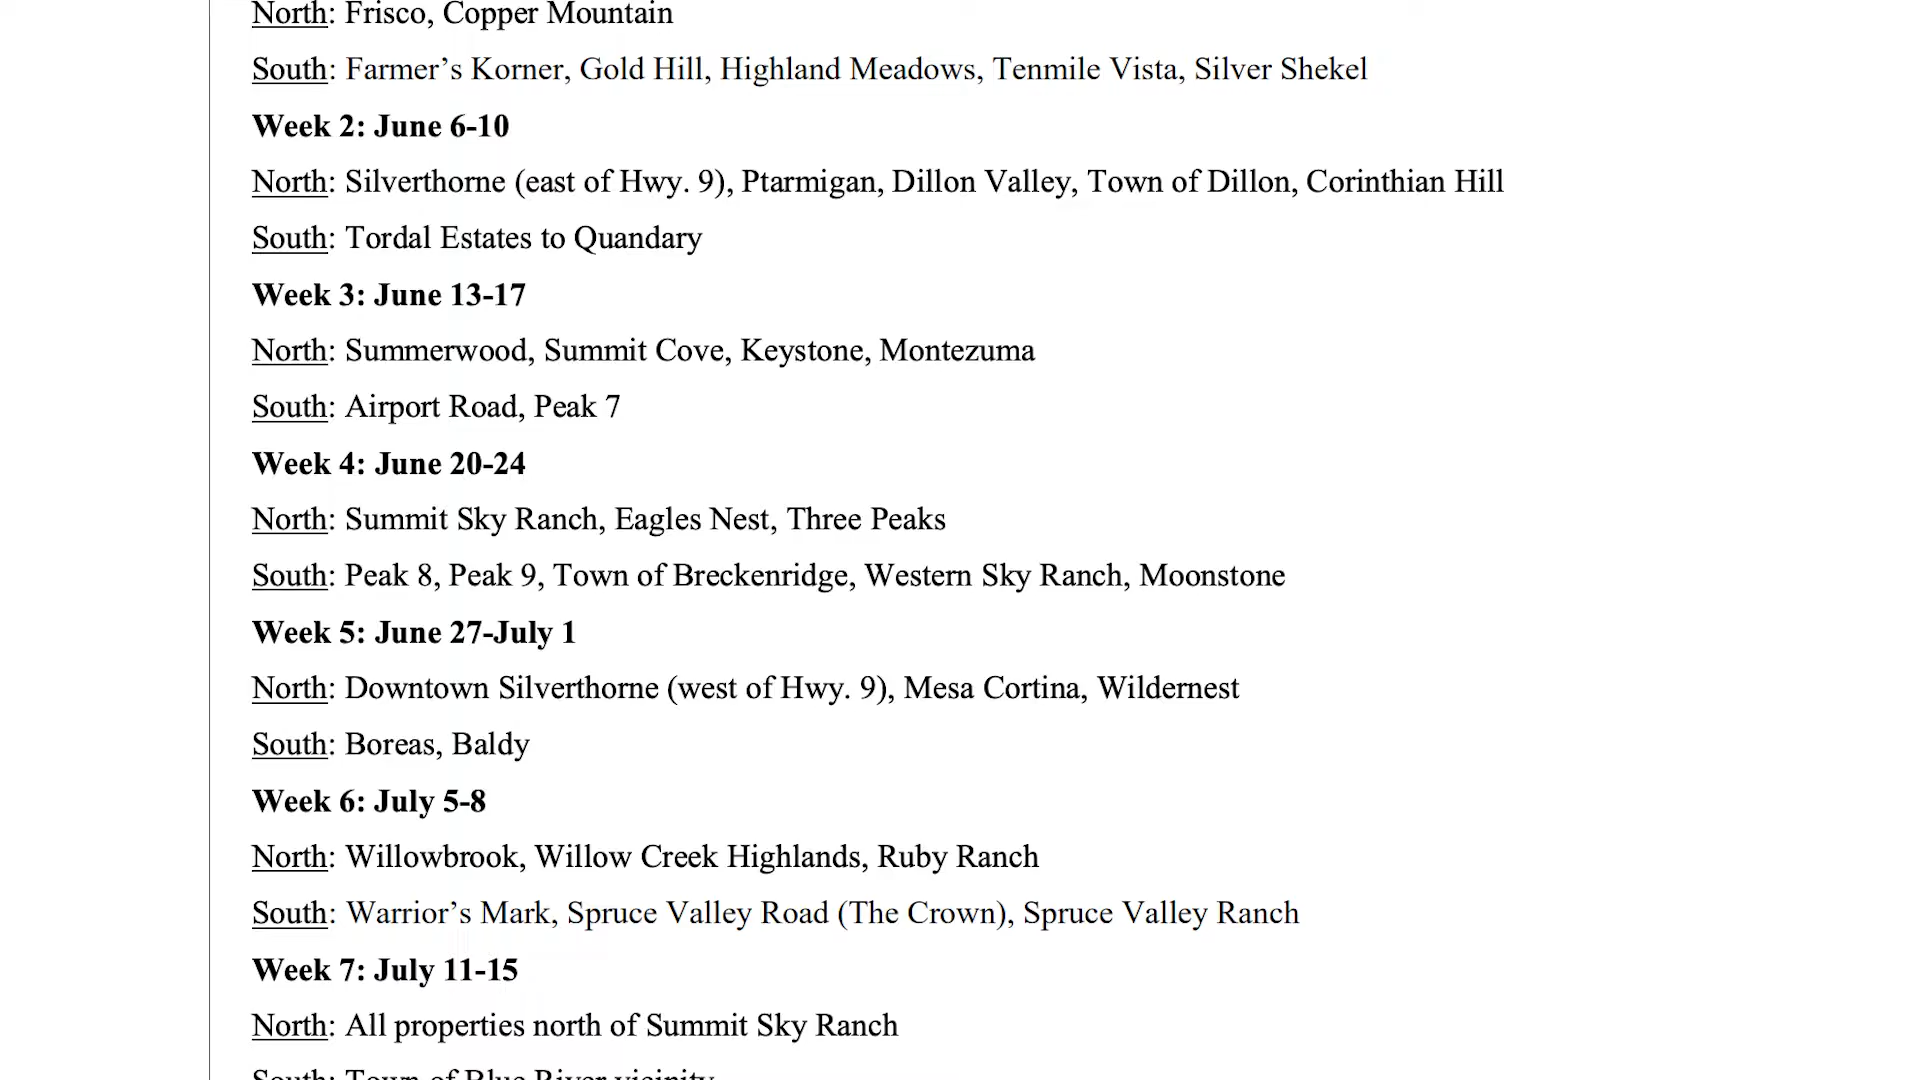 North: Frisco, Copper Mountain
South: Farmer’s Korner, Gold Hill, Highland Meadows, Tenmile Vista, Silver Shekel
Week 2: June 6-10
North: Silverthorne (east of Hwy. 9), Ptarmigan, Dillon Valley, Town of Dillon, Corinthian Hill
South: Tordal Estates to Quandary
Week 3: June 13-17
North: Summerwood, Summit Cove, Keystone, Montezuma
South: Airport Road, Peak 7
Week 4: June 20-24
North: Summit Sky Ranch, Eagles Nest, Three Peaks
South: Peak 8, Peak 9, Town of Breckenridge, Western Sky Ranch, Moonstone
Week 5: June 27-July 1
North: Downtown Silverthorne (west of Hwy. 9), Mesa Cortina, Wildernest
South: Boreas, Baldy
Week 6: July 5-8
North: Willowbrook, Willow Creek Highlands, Ruby Ranch
South: Warrior’s Mark, Spruce Valley Road (The Crown), Spruce Valley Ranch
Week 7: July 11-15
North: All properties north of Summit Sky Ranch
South: Town of Blue River vicinity